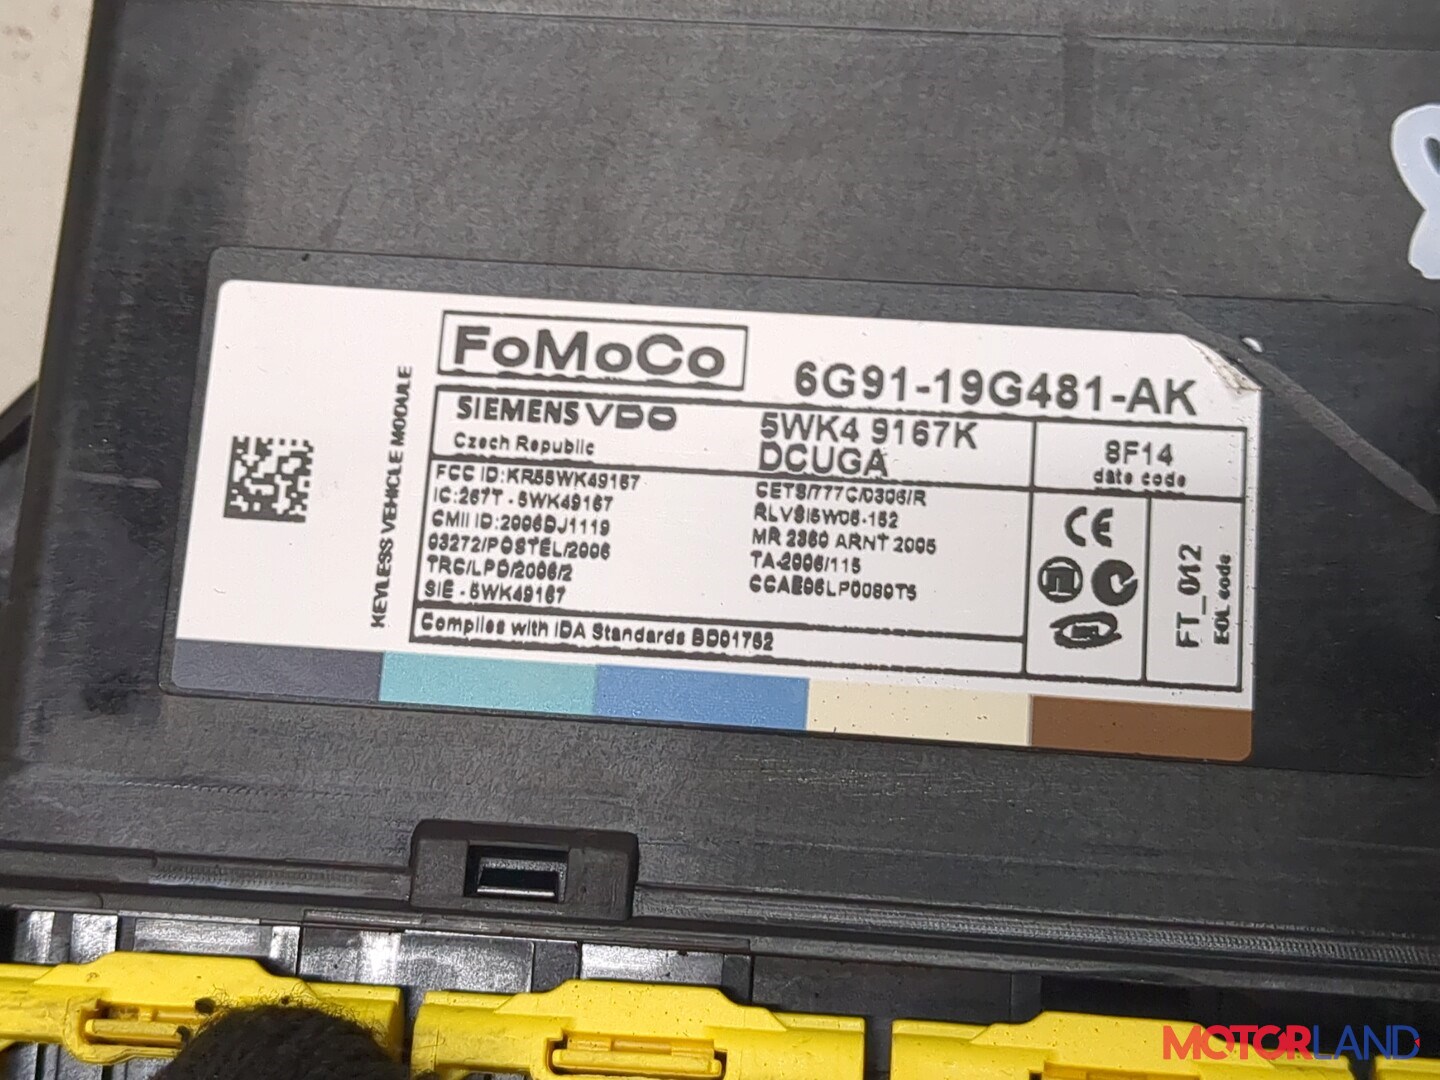 FoMoCo
6G91-19G481-AK
KEYLESS VEHICLE MODULE
SIEMENS VDO
Czech Republic
5WK4 9167K
DCUGA
8F14
date code
FCC ID:KR55WK49167
IC:267T - 5WK49167
CMII ID:2006DJ1119
03272/POSTEL/2006
TRC/LPD/2006/2
SIE - 5WK49167
CETS/777C/0306/R
RLVSI5W06-152
MR 2360 ARNT 2005
TA-2006/115
CCAE06LP0080T5
Complies with IDA Standards
CE
FT_012
EOL code
MOTORLAND